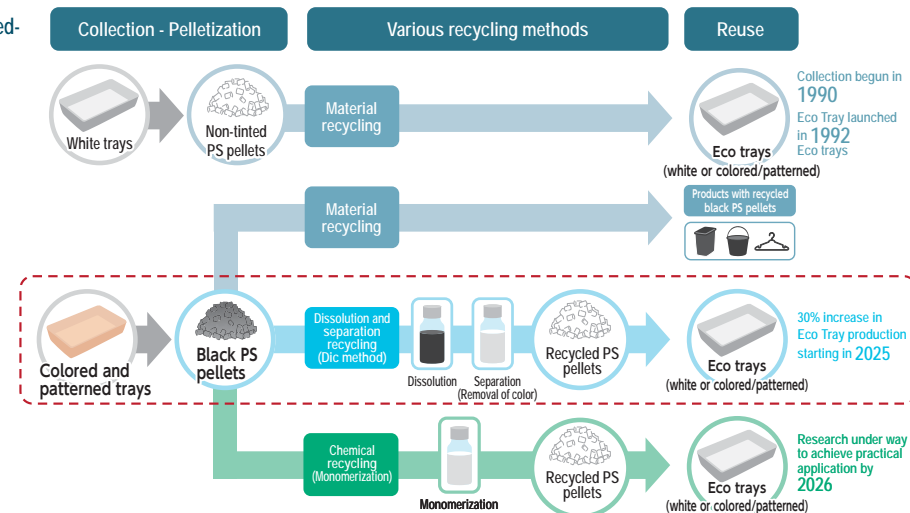 ed-
Collection - Pelletization
Various recycling methods
Reuse
White trays
Non-tinted
PS pellets
Material
recycling
Eco trays
(white or colored/patterned)
Collection begun in
1990
Eco Tray launched
in 1992
Eco trays
Material
recycling
Products with recycled
black PS pellets
Colored and
patterned trays
Black PS
pellets
Dissolution and
separation
recycling
(Dic method)
Dissolution
Separation
(Removal of color)
Recycled PS
pellets
Eco trays
(white or colored/patterned)
30% increase in
Eco Tray production
starting in 2025
Chemical
recycling
(Monomerization)
Monomerization
Recycled PS
pellets
Eco trays
(white or colored/patterned)
Research under way
to achieve practical
application by
2026